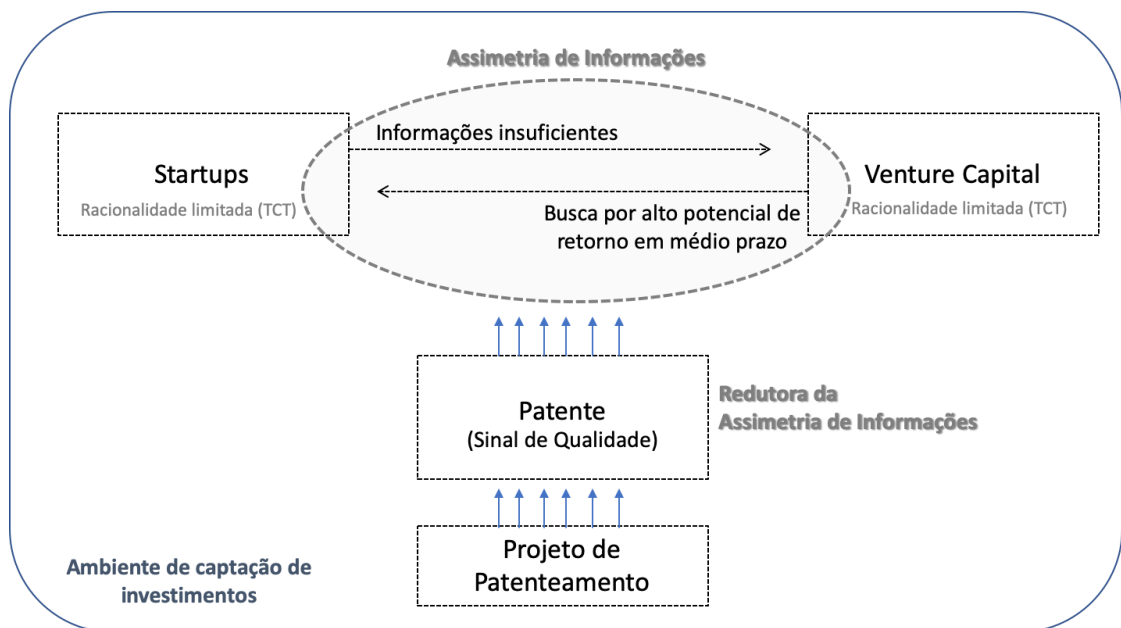 Assimetria de Informações
Informações insuficientes
Startups
Racionalidade limitada (TCT)
Venture Capital
Racionalidade limitada (TCT)
Busca por alto potencial de
retorno em médio prazo
Patente
(Sinal de Qualidade)
Redutora da
Assimetria de Informações
Projeto de
Patenteamento
Ambiente de captação de
investimentos